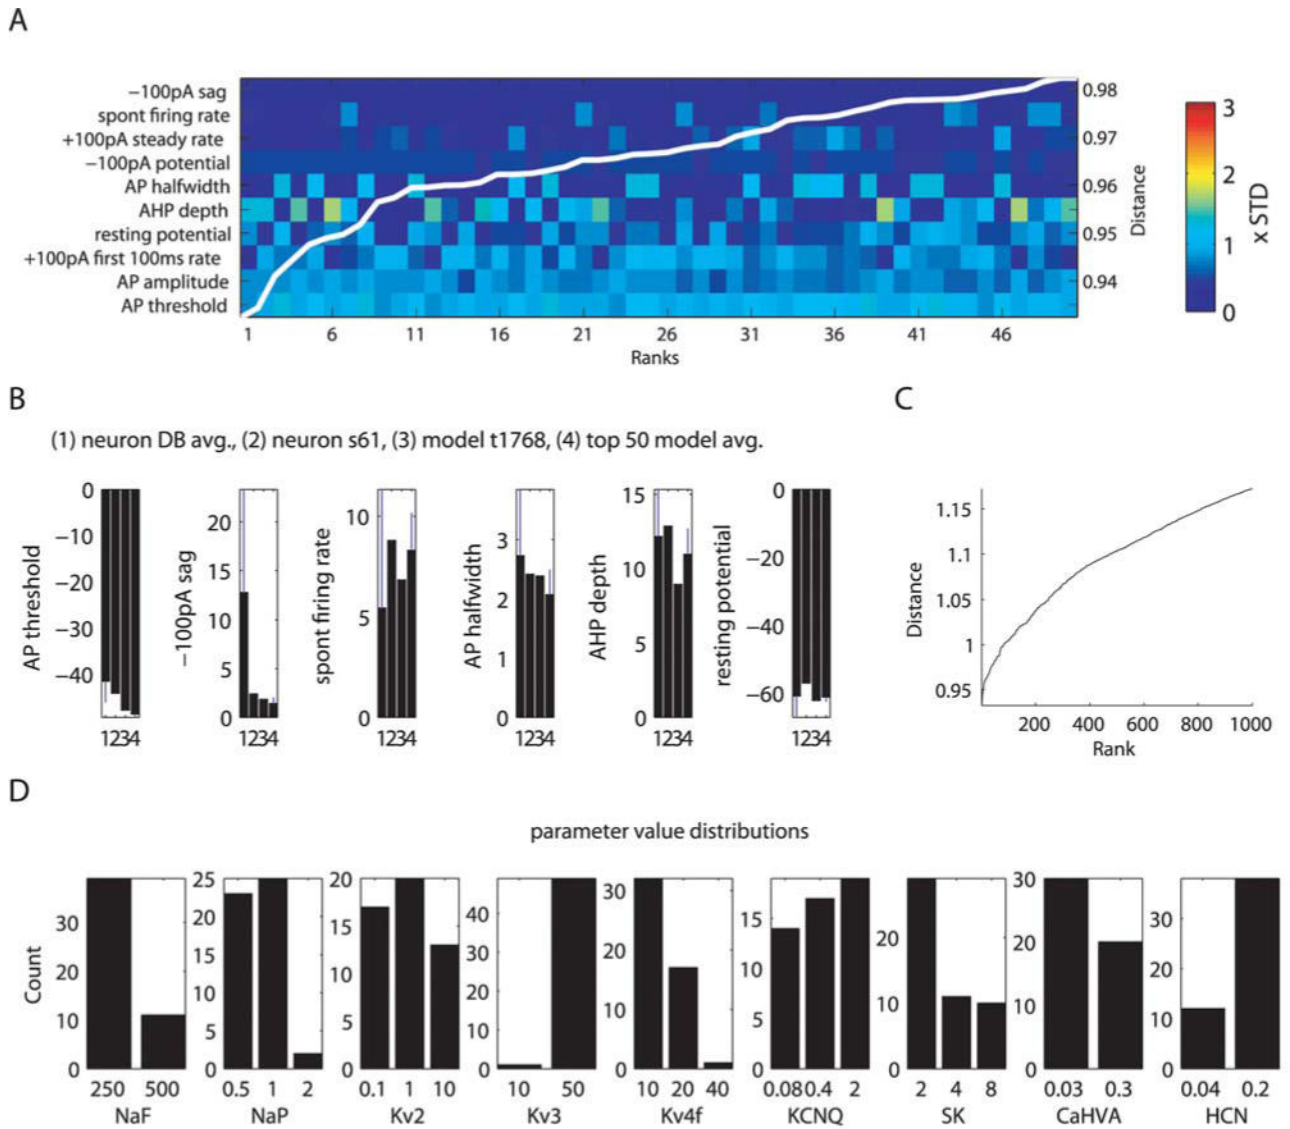 A
−100pA sag
spont firing rate
+100pA steady rate
−100pA potential
AP halfwidth
AHP depth
resting potential
+100pA first 100ms rate
AP amplitude
AP threshold
1 6 11 16 21 26 31 36 41 46
Ranks
0.98
0.97
0.96
0.95
0.94
Distance
3
2
1
0
x STD
B
(1) neuron DB avg., (2) neuron s61, (3) model t1768, (4) top 50 model avg.
AP threshold
0
−10
−20
−30
−40
1234
−100pA sag
20
15
10
5
0
1234
spont firing rate
10
5
0
1234
AP halfwidth
3
2
1
0
1234
AHP depth
15
10
5
0
1234
resting potential
0
−20
−40
−60
1234
C
Distance
1.15
1.1
1.05
1
0.95
200 400 600 800 1000
Rank
D
parameter value distributions
Count
30
20
10
0
250 500
NaF
25
20
15
10
5
0
0.5 1 2
NaP
20
15
10
5
0
0.1 1 10
Kv2
40
30
20
10
0
10 50
Kv3
30
20
10
0
10 20 40
Kv4f
15
10
5
0
0.08 0.4 2
KCNQ
20
10
0
2 4 8
SK
30
20
10
0
0.03 0.3
CaHVA
30
20
10
0
0.04 0.2
HCN